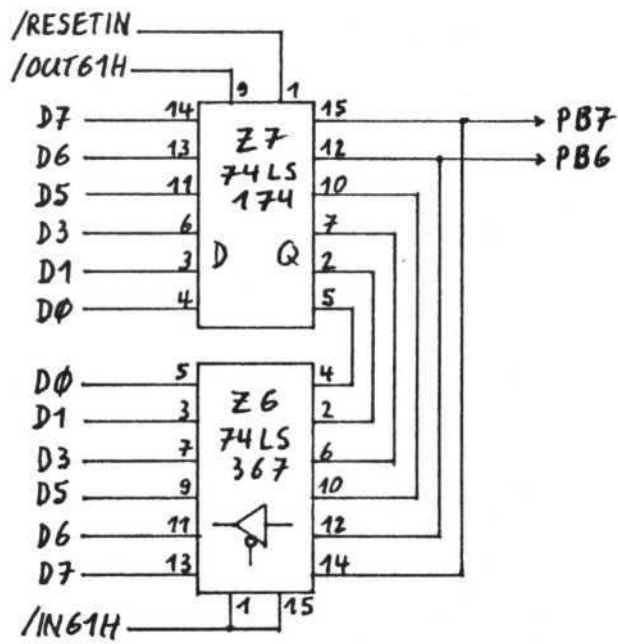 /RESETIN
/OUT61H
9 1
D7 14 15 PB7
Z7
D6 13 12 PB6
74LS
D5 11 10
174
D3 6 7
D Q
D1 3 2
DØ 4 5
DØ 5 4
Z6
D1 3 2
74LS
D3 7 6
367
D5 9 10
D6 11 12
D7 13 14
1 15
/IN61H